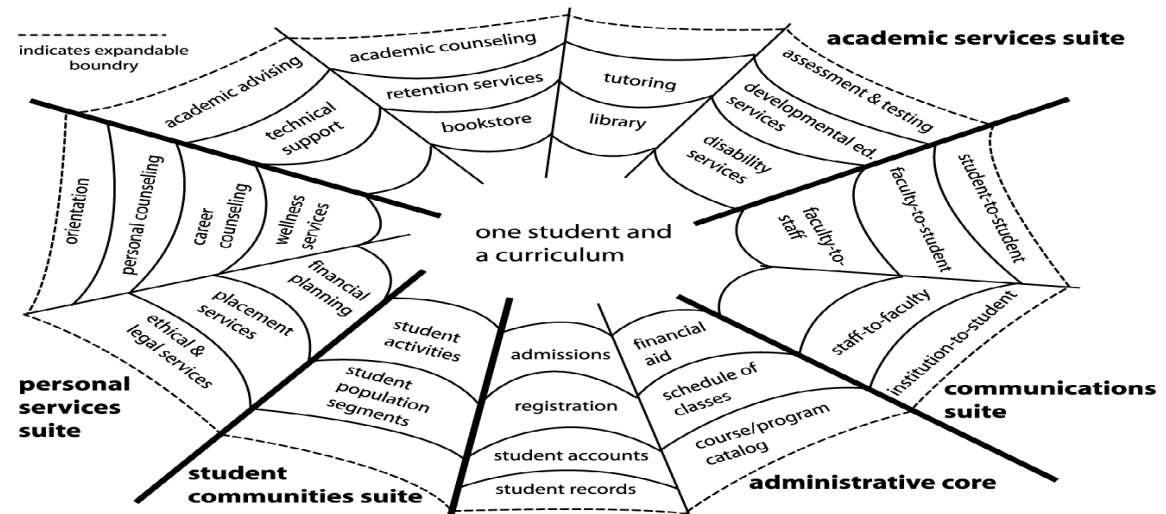 indicates expandable
boundry
academic services suite
academic advising
academic counseling
technical
support
retention services
bookstore
tutoring
library
assessment & testing
developmental ed.
services
disability
services
orientation
personal counseling
career
counseling
wellness
services
one student and
a curriculum
faculty-to-
staff
faculty-to-student
student-to-student
financial
planning
placement
services
ethical &
legal services
student
activities
student
population
segments
admissions
registration
student accounts
student records
financial
aid
schedule of
classes
course/program
catalog
staff-to-faculty
institution-to-student
personal
services
suite
student
communities suite
administrative core
communications
suite